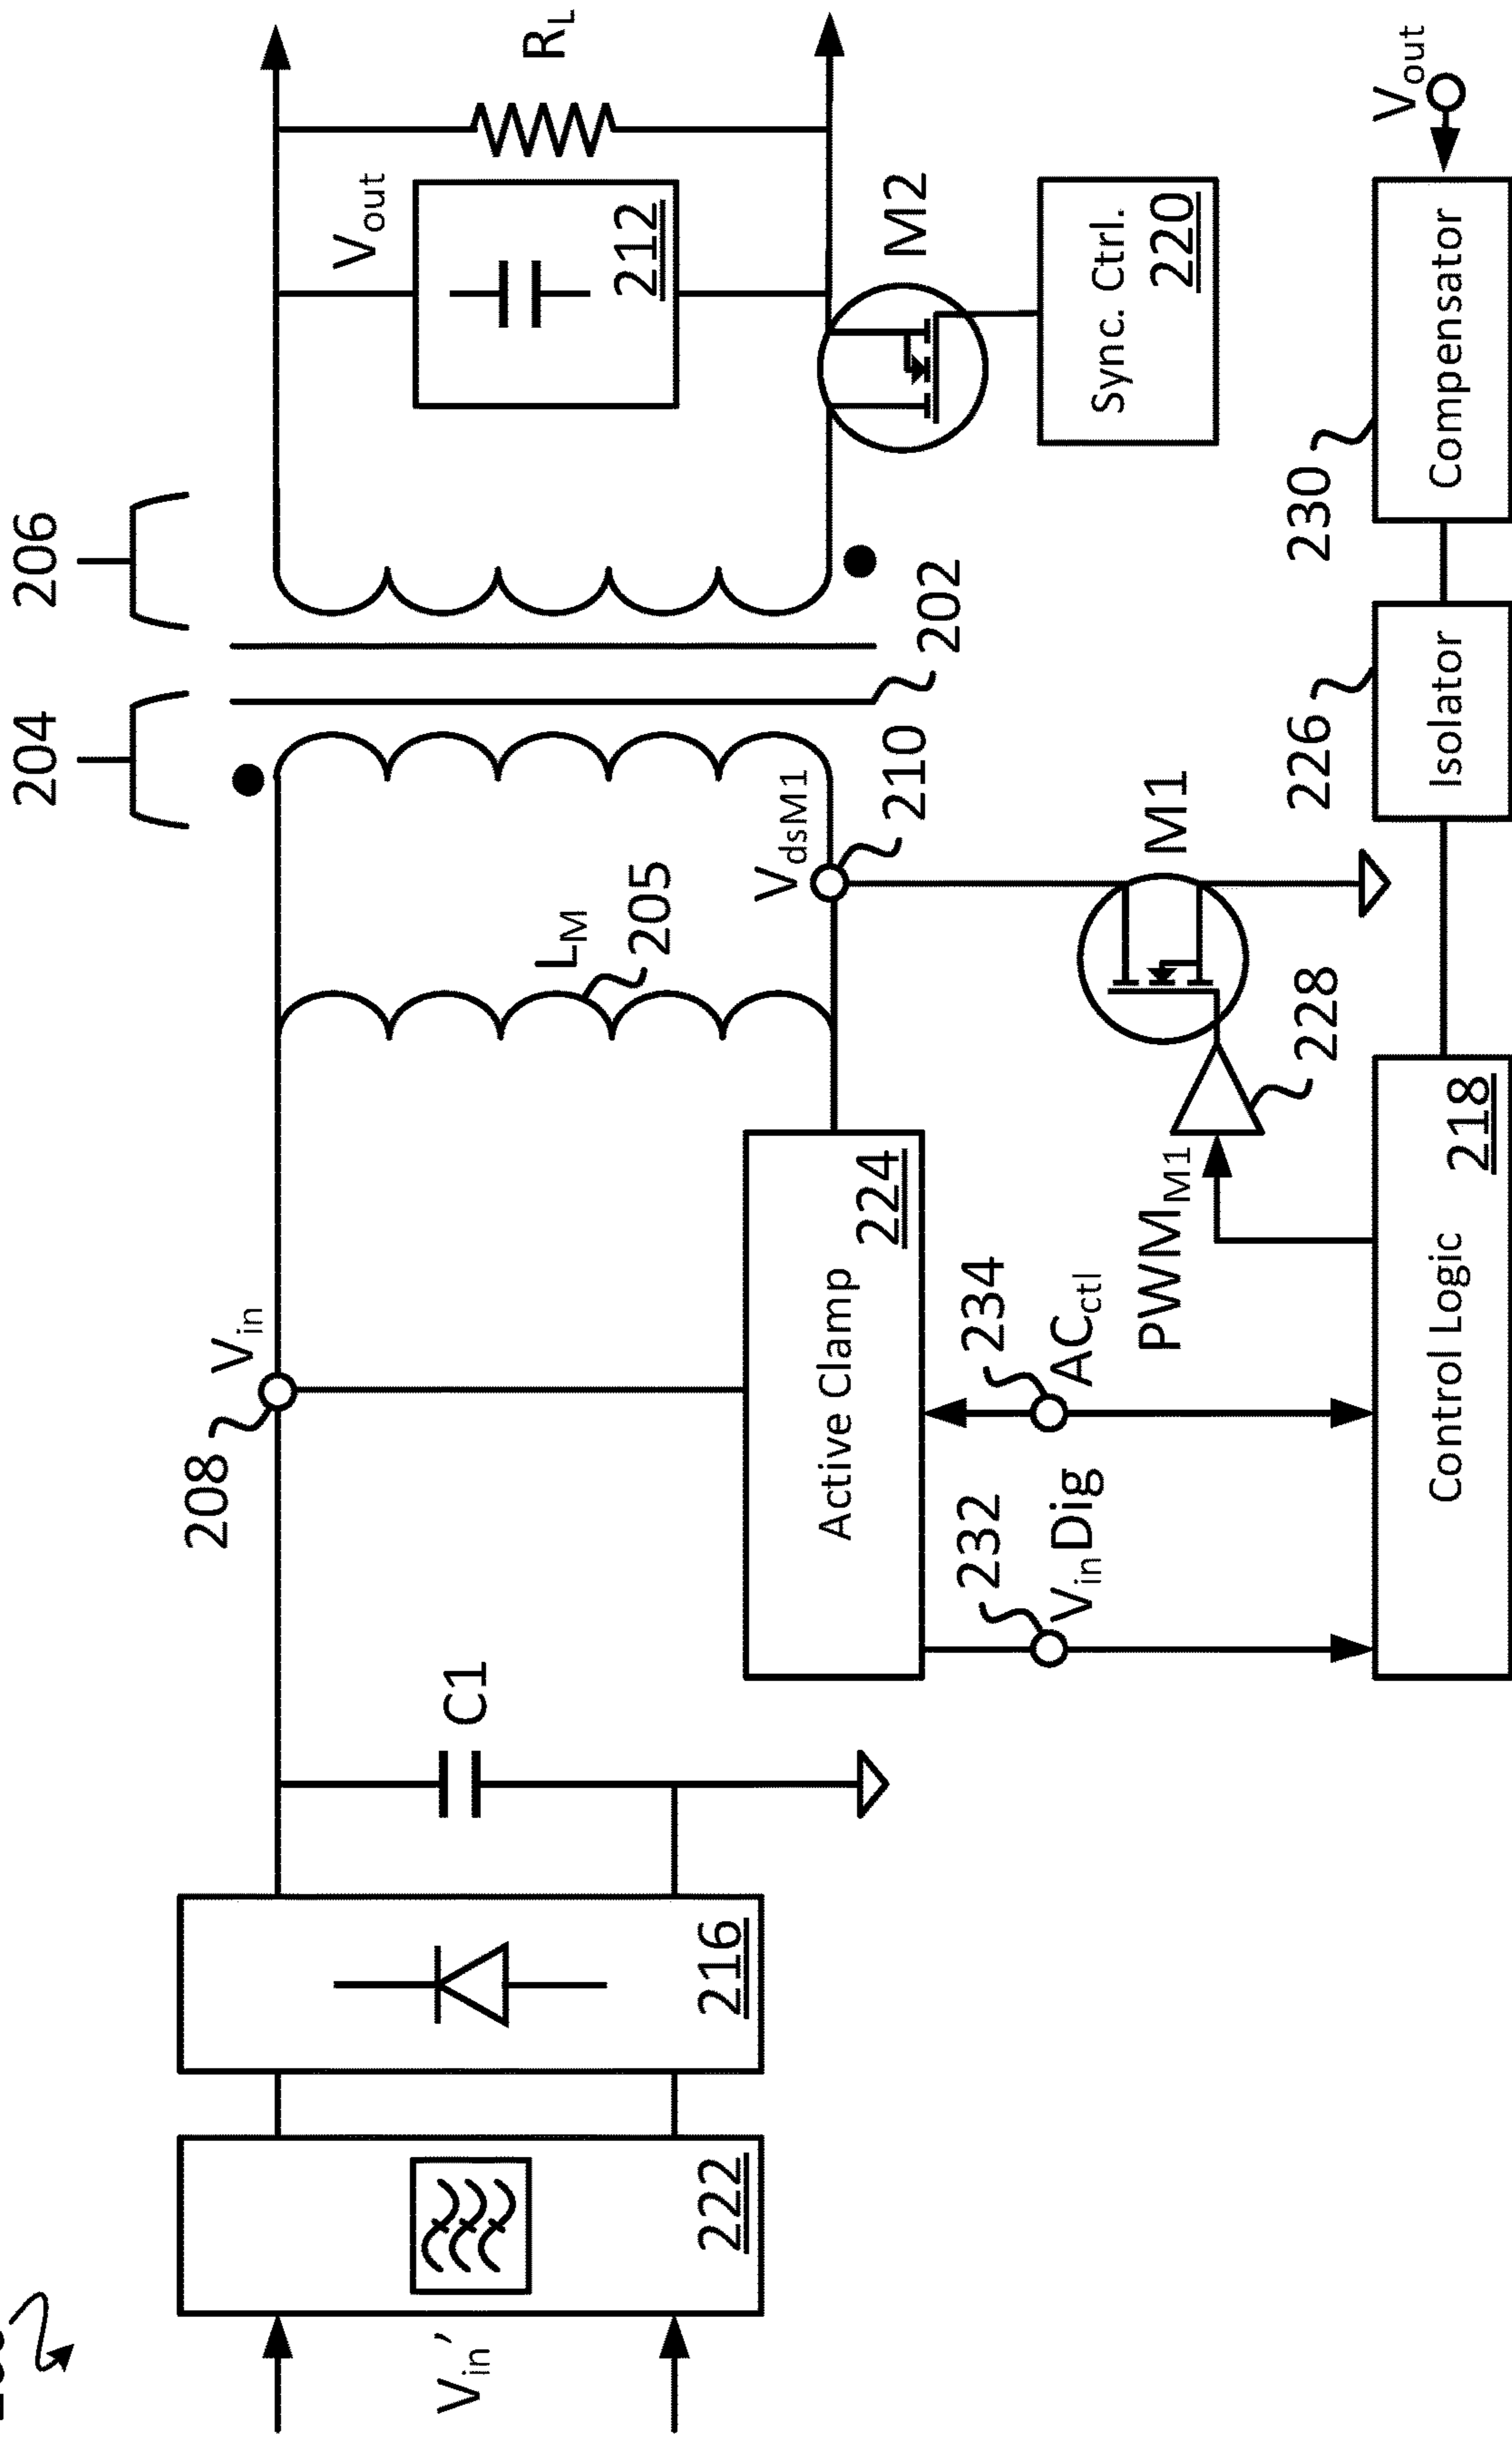 204
206
Vin
208
LM
205
Vout
212
RL
Vin’
222
216
C1
VdsM1
210
202
M2
Active Clamp
224
Sync. Ctrl.
220
232
VinDig
234
ACctl
PWMM1
M1
228
226
230
Vout
Control Logic
218
Isolator
Compensator